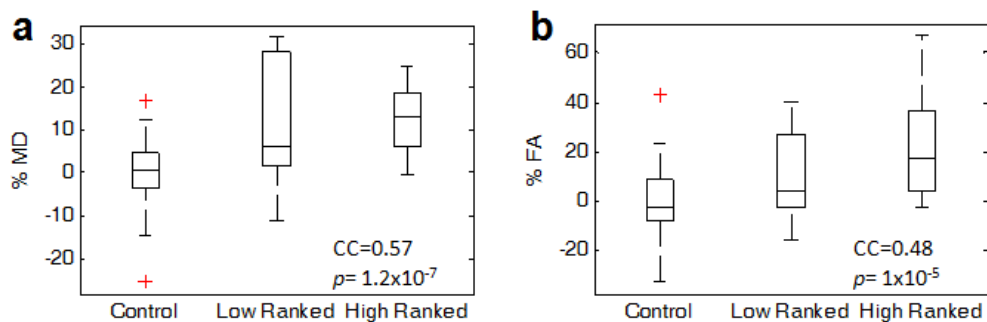 a
% MD
30
20
10
0
-10
-20
CC=0.57
p= 1.2x10-7
Control Low Ranked High Ranked
b
% FA
60
40
20
0
-20
CC=0.48
p= 1x10-5
Control Low Ranked High Ranked